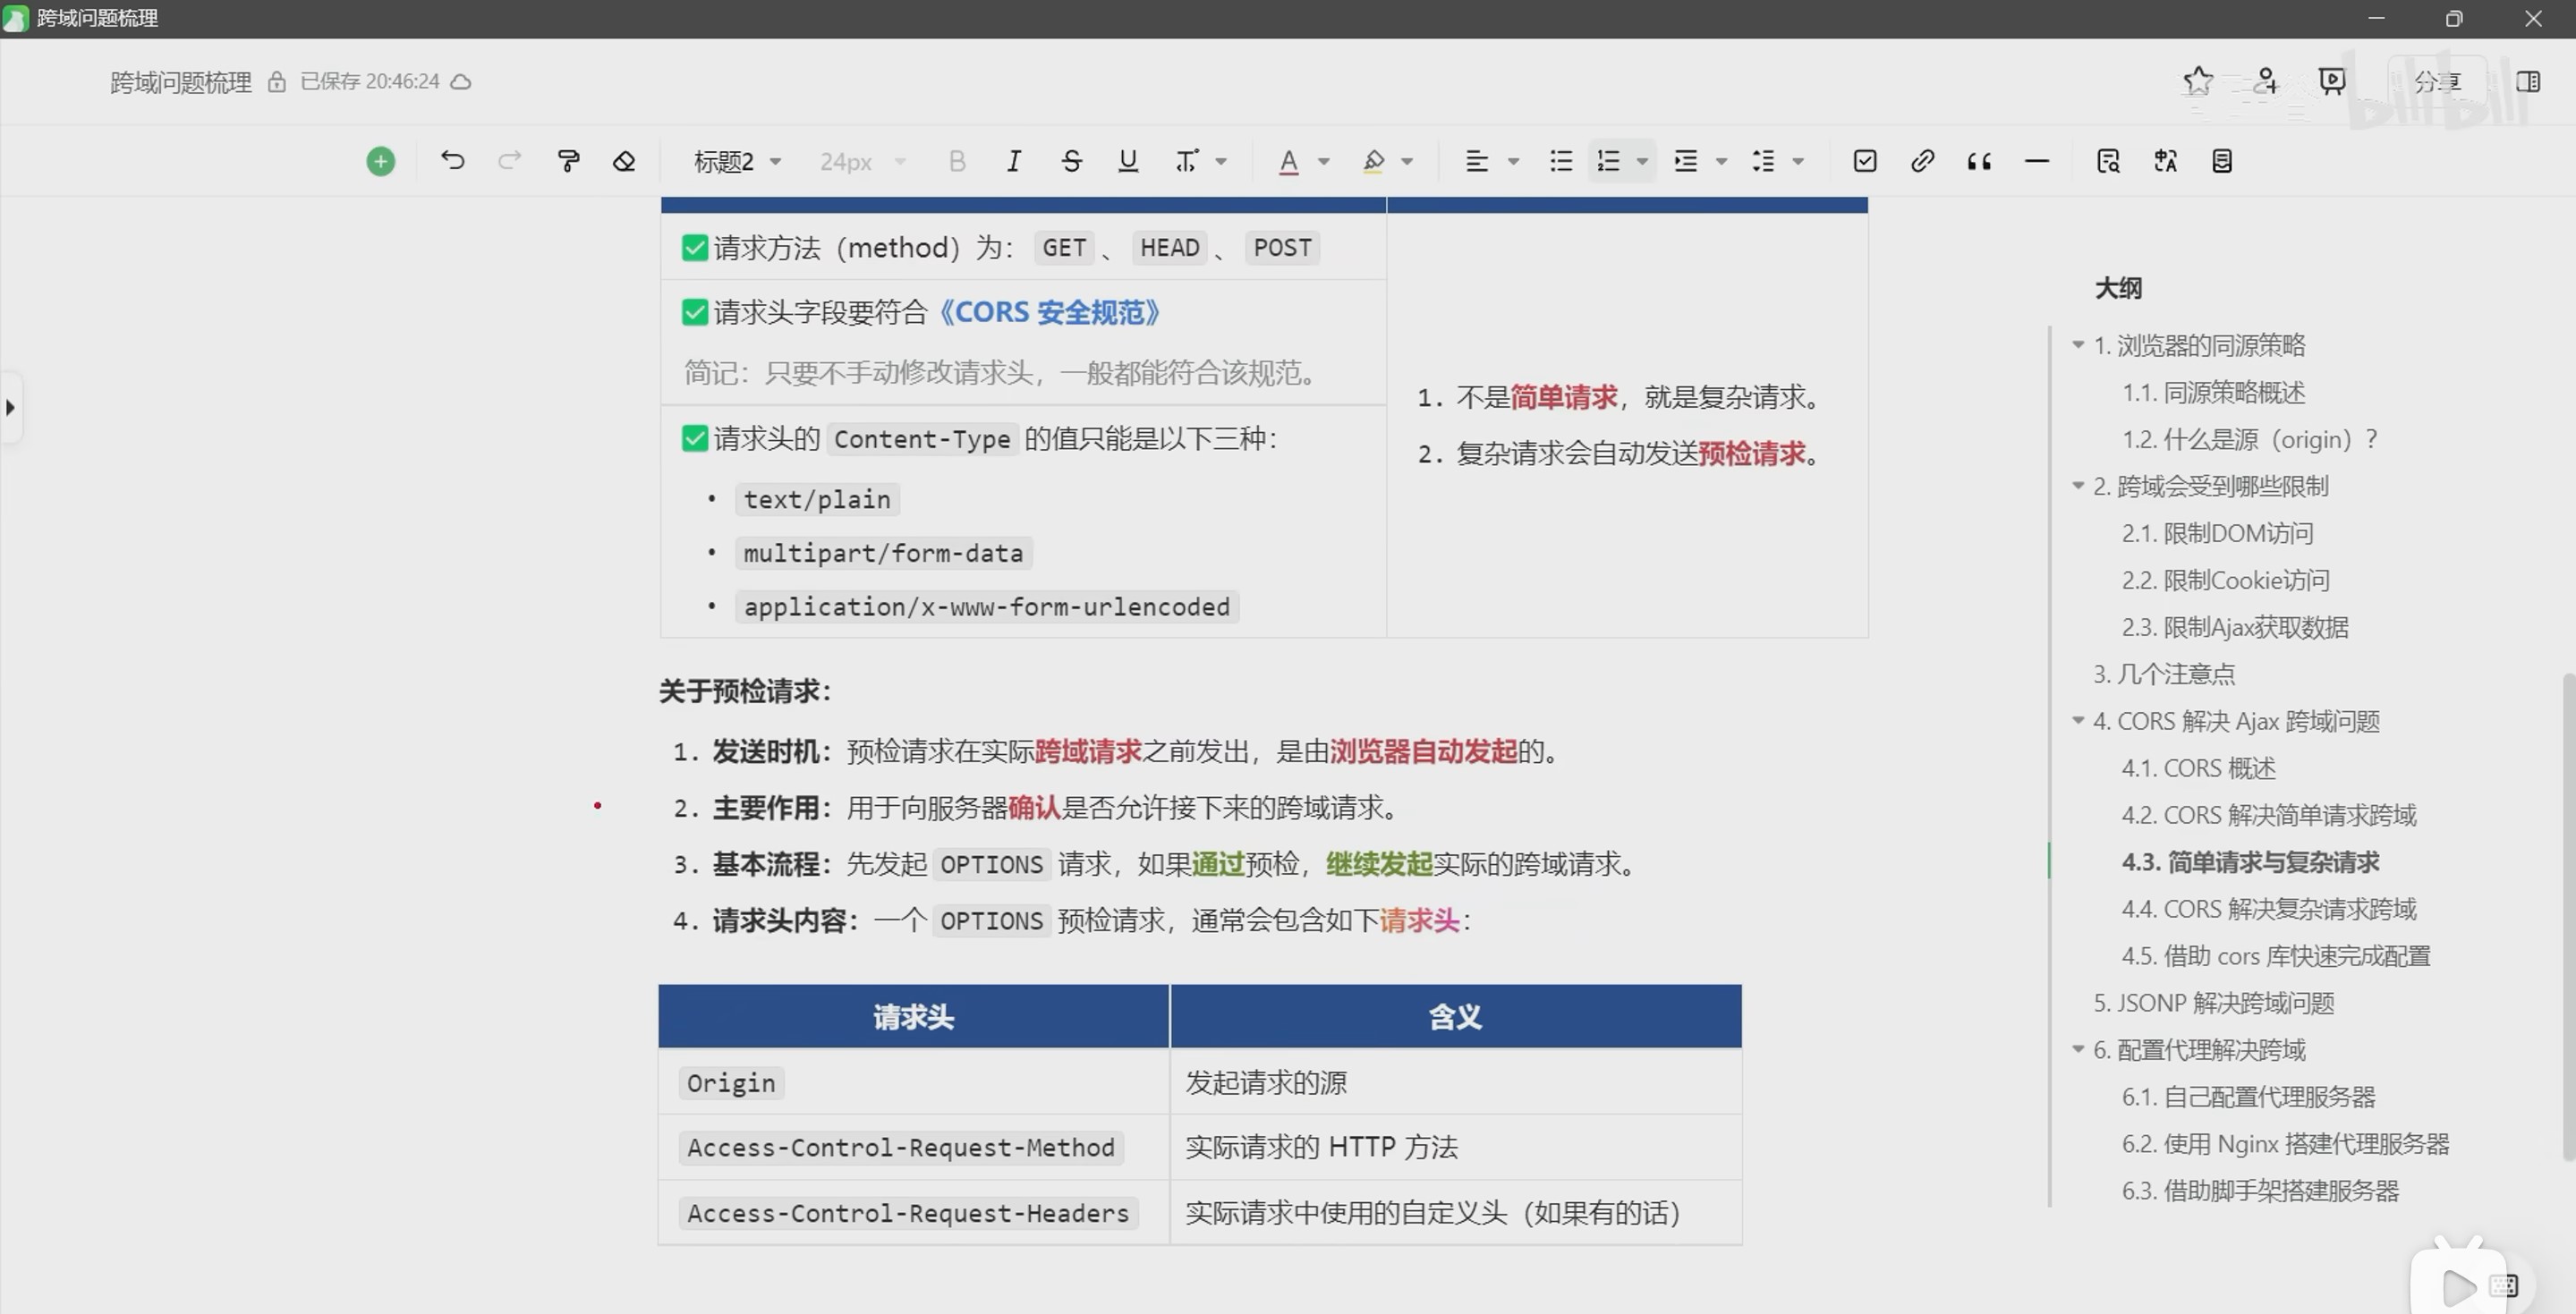 跨域问题梳理
跨域问题梳理 已保存 20:46:24
分享
bilibili
标题2 24px
请求方法（method）为： GET 、 HEAD 、 POST
请求头字段要符合《CORS 安全规范》
简记：只要不手动修改请求头，一般都能符合该规范。
请求头的 Content-Type 的值只能是以下三种：
• text/plain
• multipart/form-data
• application/x-www-form-urlencoded
1. 不是简单请求，就是复杂请求。
2. 复杂请求会自动发送预检请求。
关于预检请求：
1. 发送时机：预检请求在实际跨域请求之前发出，是由浏览器自动发起的。
2. 主要作用：用于向服务器确认是否允许接下来的跨域请求。
3. 基本流程：先发起 OPTIONS 请求，如果通过预检，继续发起实际的跨域请求。
4. 请求头内容：一个 OPTIONS 预检请求，通常会包含如下请求头：
请求头 含义
Origin 发起请求的源
Access-Control-Request-Method 实际请求的 HTTP 方法
Access-Control-Request-Headers 实际请求中使用的自定义头（如果有的话）
大纲
1. 浏览器的同源策略
1.1. 同源策略概述
1.2. 什么是源（origin）?
2. 跨域会受到哪些限制
2.1. 限制DOM访问
2.2. 限制Cookie访问
2.3. 限制Ajax获取数据
3. 几个注意点
4. CORS 解决 Ajax 跨域问题
4.1. CORS 概述
4.2. CORS 解决简单请求跨域
4.3. 简单请求与复杂请求
4.4. CORS 解决复杂请求跨域
4.5. 借助 cors 库快速完成配置
5. JSONP 解决跨域问题
6. 配置代理解决跨域
6.1. 自己配置代理服务器
6.2. 使用 Nginx 搭建代理服务器
6.3. 借助脚手架搭建服务器